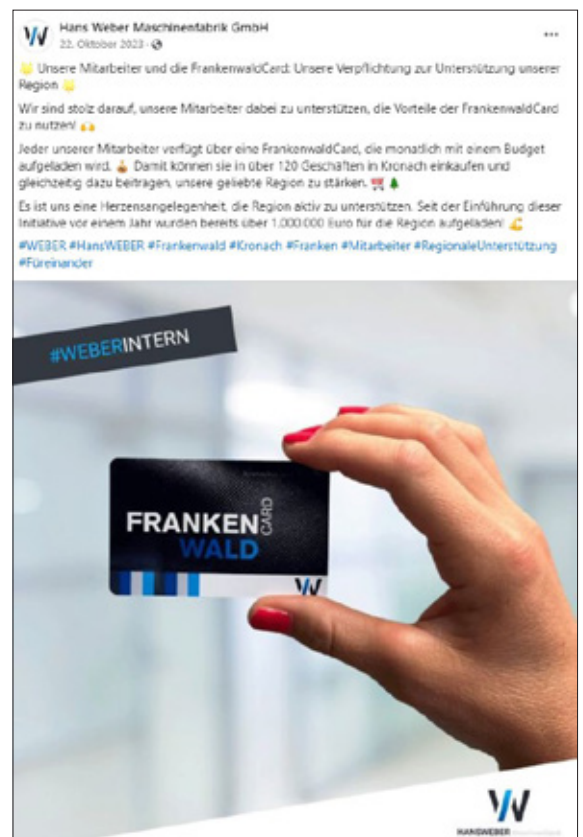 Hans Weber Maschinenfabrik GmbH
22. Oktober 2023 ·
Unsere Mitarbeiter und die FrankenwaldCard: Unsere Verpflichtung zur Unterstützung unserer
Region
Wir sind stolz darauf, unsere Mitarbeiter dabei zu unterstützen, die Vorteile der FrankenwaldCard
zu nutzen!
Jeder unserer Mitarbeiter verfügt über eine FrankenwaldCard, die monatlich mit einem Budget
aufgeladen wird. Damit können sie in über 120 Geschäften in Kronach einkaufen und
gleichzeitig dazu beitragen, unsere geliebte Region zu stärken.
Es ist uns eine Herzensangelegenheit, die Region aktiv zu unterstützen. Seit der Einführung dieser
Initiative vor einem Jahr wurden bereits über 1.000.000 Euro für die Region aufgeladen!
#WEBER #HansWEBER #Frankenwald #Kronach #Franken #Mitarbeiter #RegionaleUnterstützung
#Füreinander
#WEBERINTERN
FRANKEN
WALD
CARD
HANSWEBER